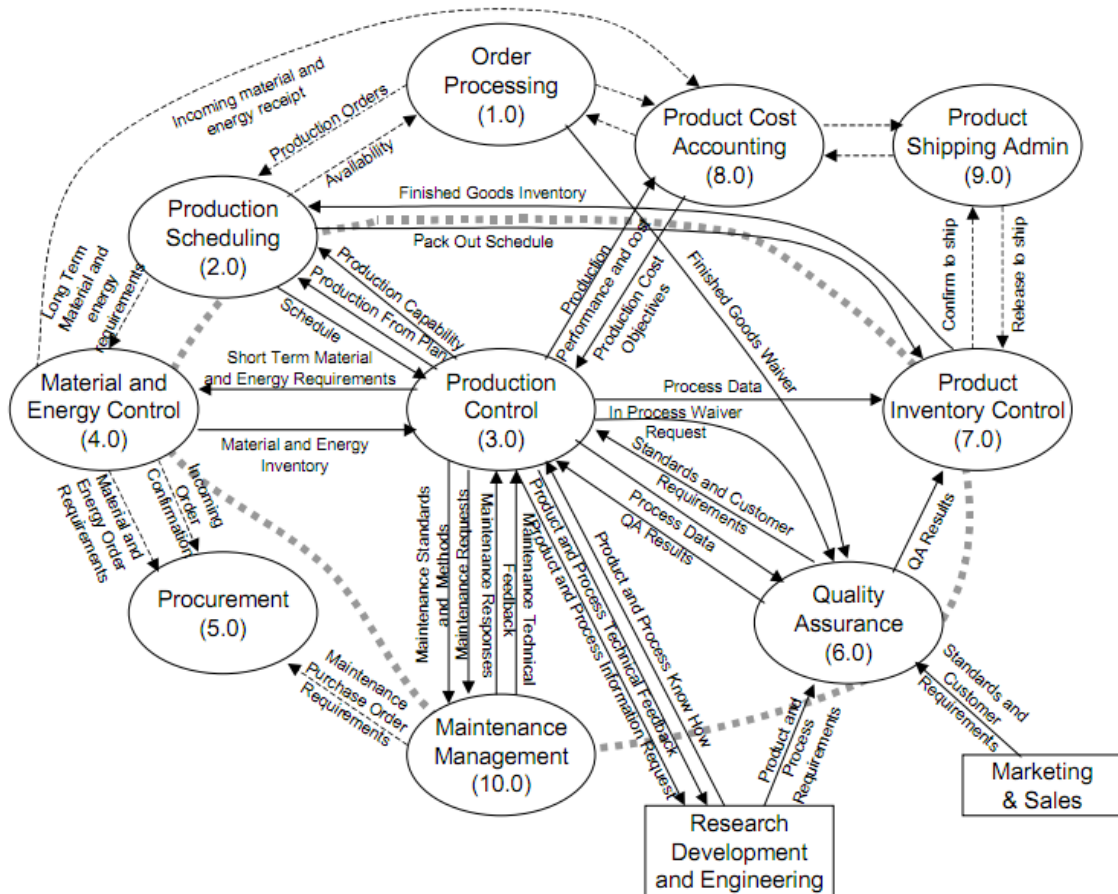 Order
Processing
(1.0)
Incoming material and
energy receipt
Production Orders
Availability
Product Cost
Accounting
(8.0)
Product
Shipping Admin
(9.0)
Production
Scheduling
(2.0)
Finished Goods Inventory
Pack Out Schedule
Long Term
Material and
energy
requirements
Schedule
Production From Plan
Production Capability
Production
Performance and cost
Production Cost
Objectives
Finished Goods Waiver
Confirm to ship
Release to ship
Material and
Energy Control
(4.0)
Short Term Material
and Energy Requirements
Material and Energy
Inventory
Production
Control
(3.0)
Process Data
In Process Waiver
Request
Product
Inventory Control
(7.0)
Standards and Customer
Requirements
Process Data
QA Results
QA Results
Material and
Energy Order
Requirements
Incoming
Order
Confirmation
Procurement
(5.0)
Maintenance Standards
and Methods
Maintenance Requests
Maintenance Responses
Feedback
Maintenance Technical
Product and Process Information Request
Product and Process Technical Feedback
Product and Process Know How
Quality
Assurance
(6.0)
Maintenance
Purchase Order
Requirements
Maintenance
Management
(10.0)
Product and
Process
Requirements
Standards and
Customer
Requirements
Marketing
& Sales
Research
Development
and Engineering